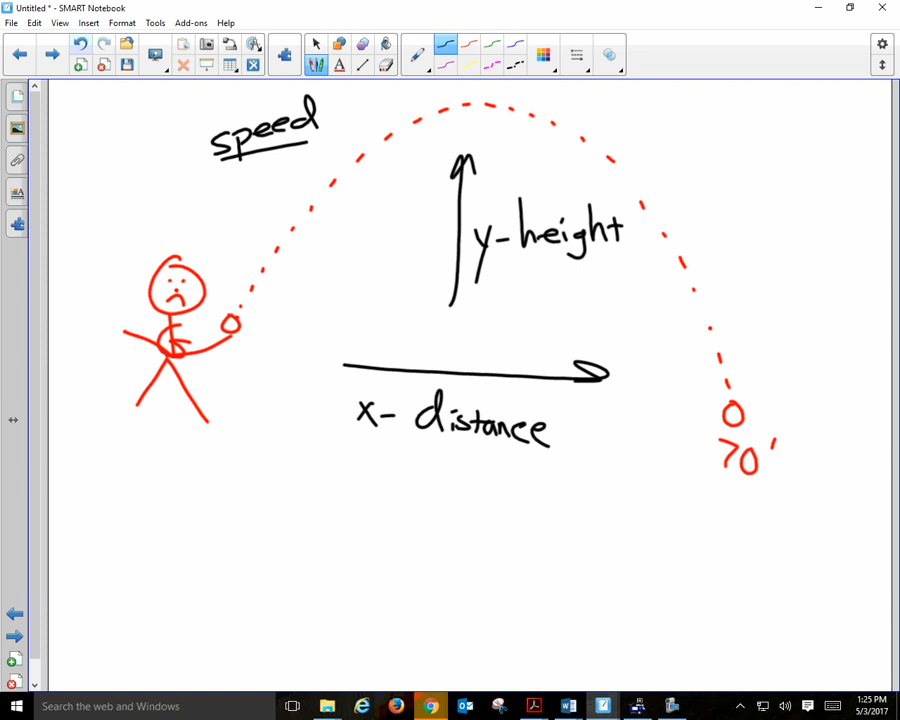 Untitled * - SMART Notebook
File Edit View Insert Format Tools Add-ons Help
speed
y-height
x- distance
70'
Search the web and Windows
1:25 PM
5/3/2017